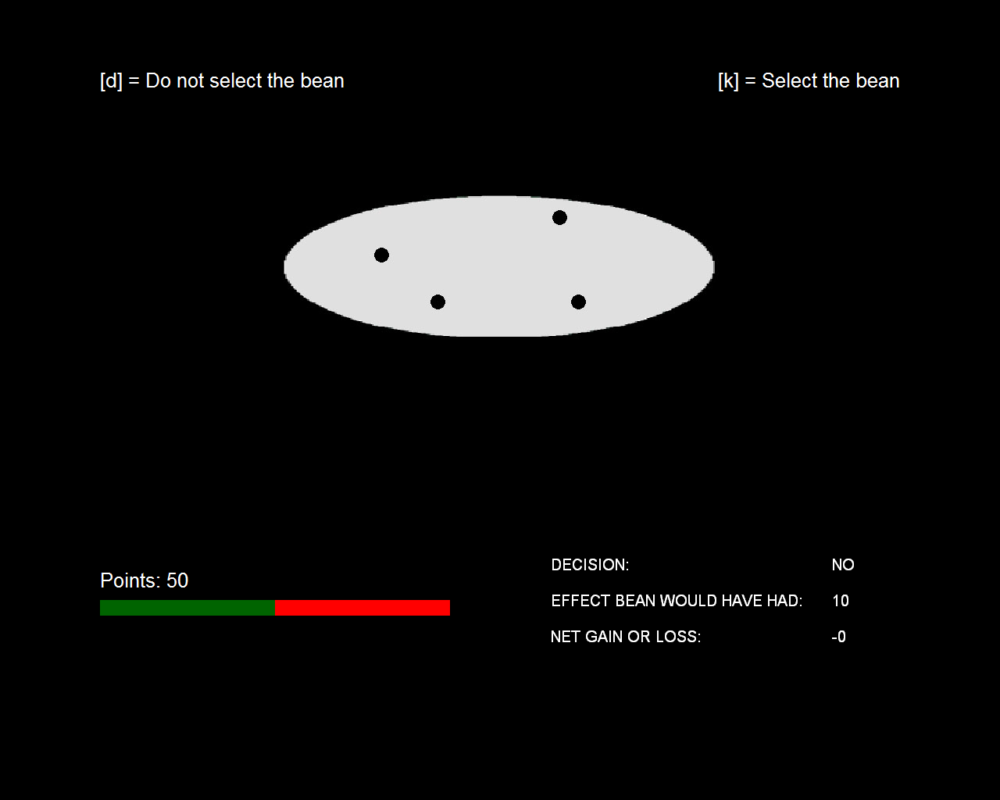 [d] = Do not select the bean
[k] = Select the bean
Points: 50
DECISION: NO
EFFECT BEAN WOULD HAVE HAD: 10
NET GAIN OR LOSS: -0